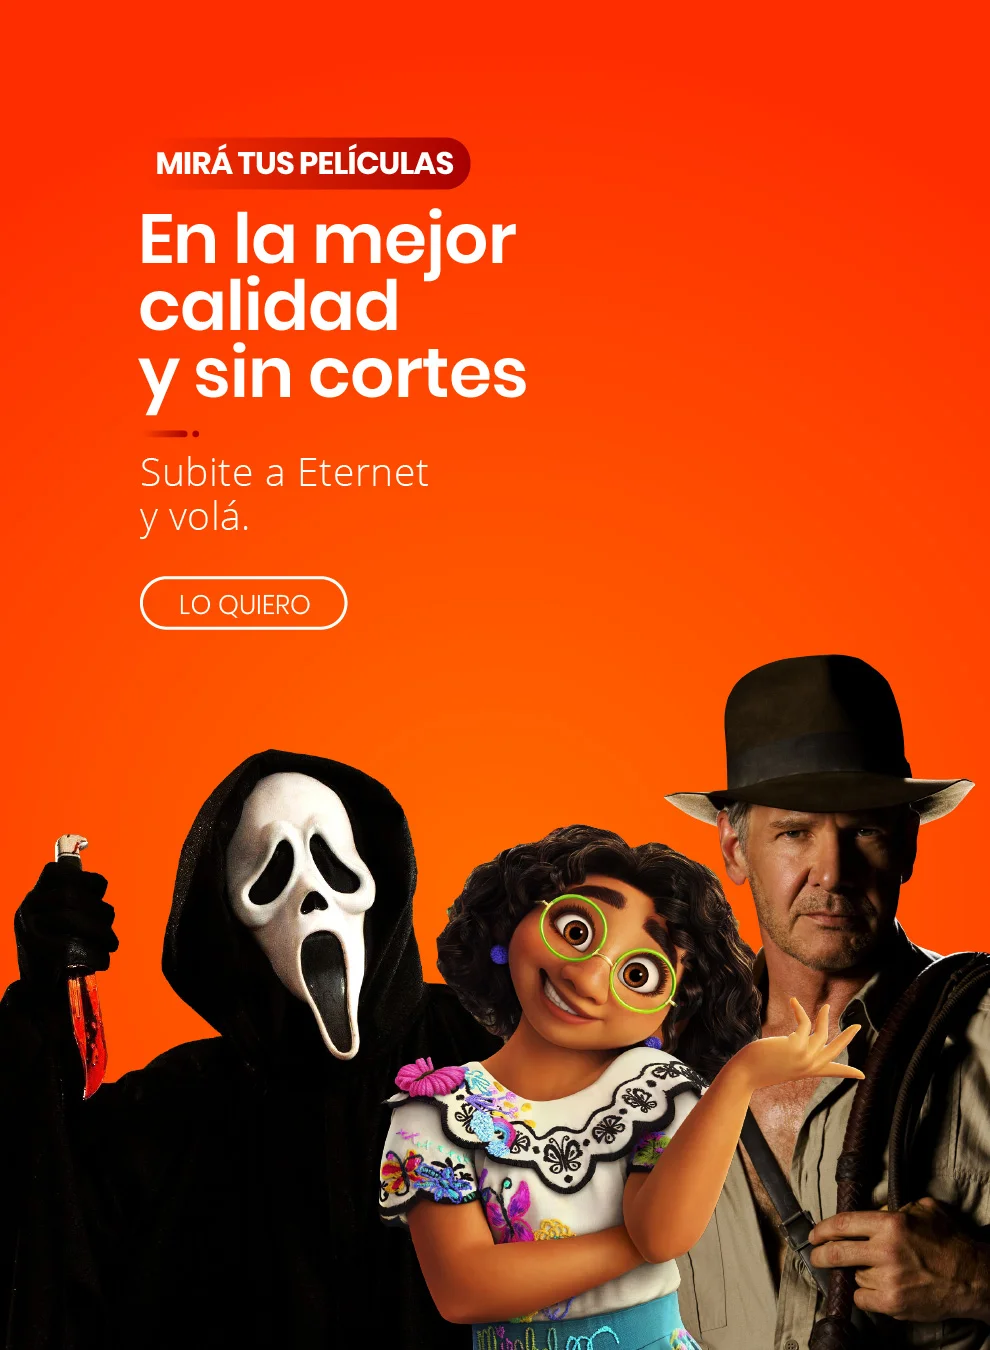 MIRÁ TUS PELÍCULAS
En la mejor
calidad
y sin cortes
Subite a Eternet
y volá.
LO QUIERO